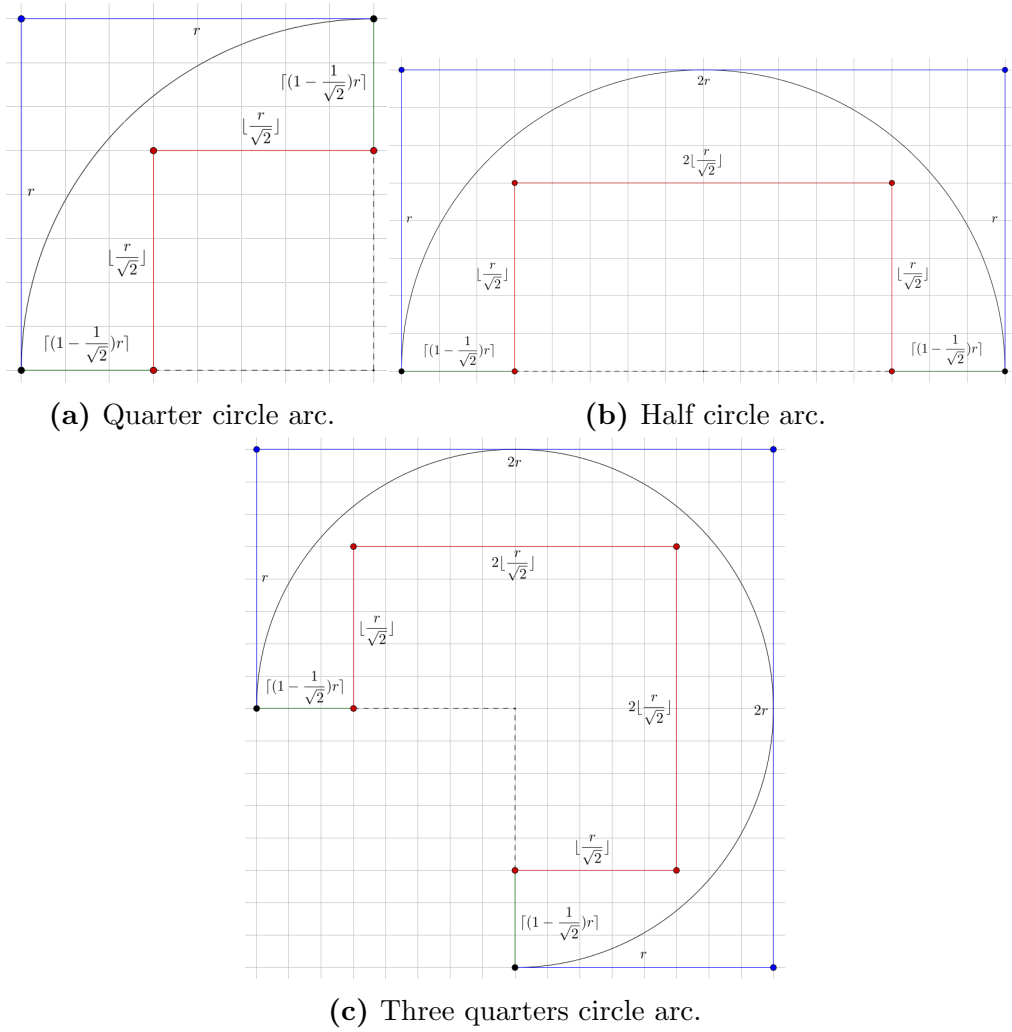 r
⌈(1 − 1/√2)r⌉
⌊r/√2⌋
r
⌊r/√2⌋
⌈(1 − 1/√2)r⌉
(a) Quarter circle arc.
2r
2⌊r/√2⌋
r
r
⌊r/√2⌋
⌊r/√2⌋
⌈(1 − 1/√2)r⌉
⌈(1 − 1/√2)r⌉
(b) Half circle arc.
2r
2⌊r/√2⌋
r
⌊r/√2⌋
⌈(1 − 1/√2)r⌉
2⌊r/√2⌋
2r
⌊r/√2⌋
⌈(1 − 1/√2)r⌉
r
(c) Three quarters circle arc.